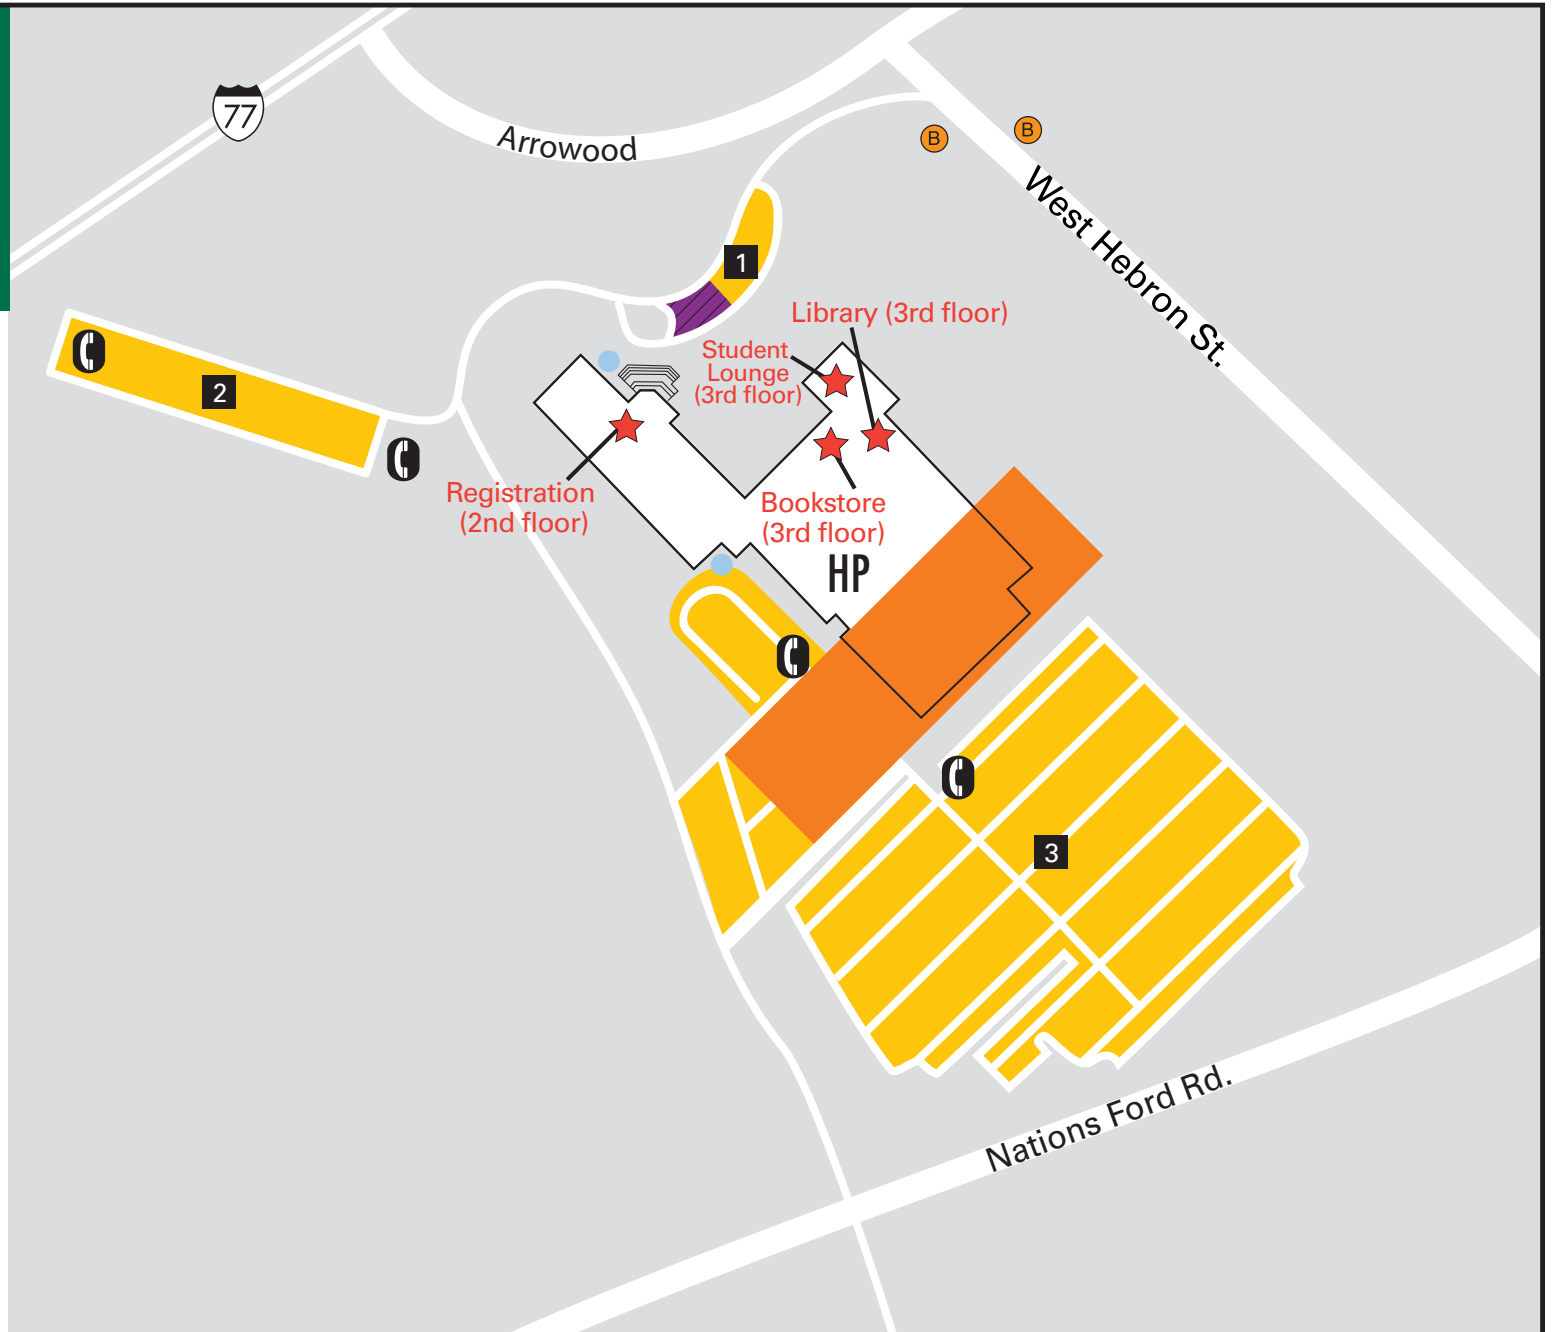 77
Arrowood
B
B
West Hebron St.
1
Library (3rd floor)
Student
Lounge
(3rd floor)
2
Registration
(2nd floor)
Bookstore
(3rd floor)
HP
3
Nations Ford Rd.